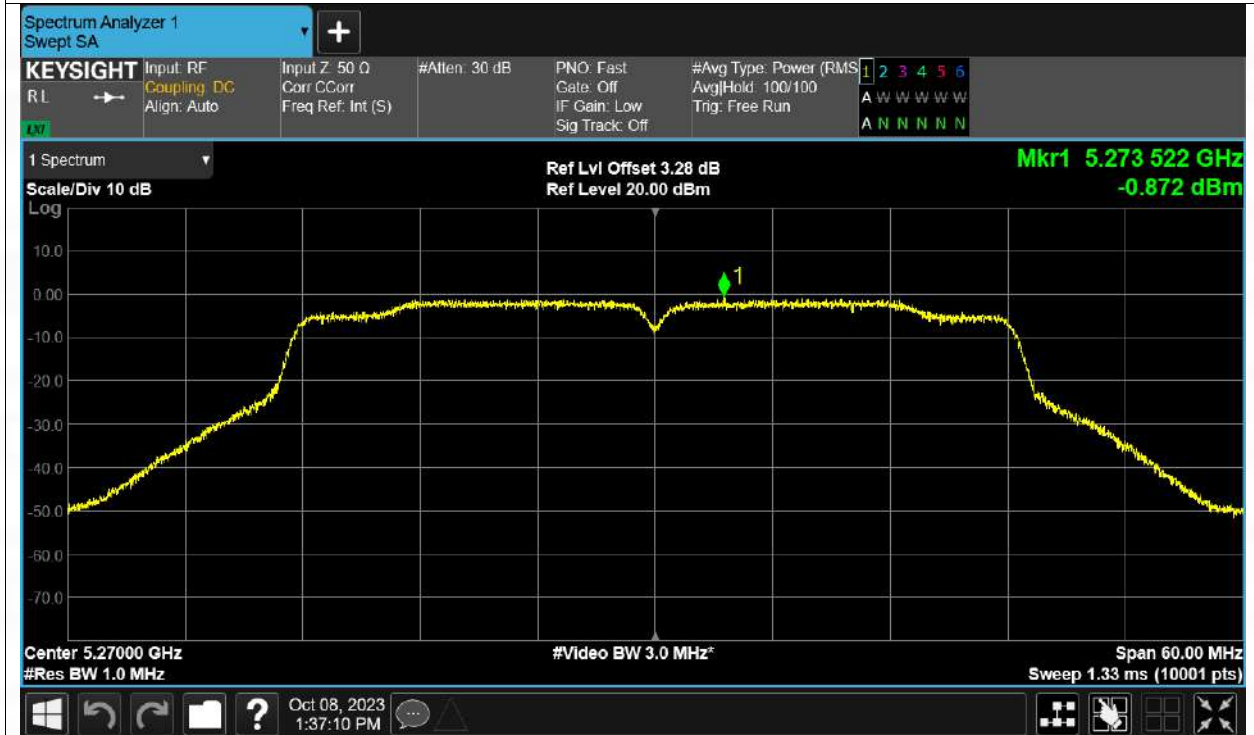 Spectrum Analyzer 1
Swept SA
+
KEYSIGHT
RL
LXI
Input: RF
Coupling: DC
Align: Auto
Input Z: 50 Ω
Corr CCorr
Freq Ref: Int (S)
#Atten: 30 dB
PNO: Fast
Gate: Off
IF Gain: Low
Sig Track: Off
#Avg Type: Power (RMS
Avg|Hold: 100/100
Trig: Free Run
1 2 3 4 5 6
A W W W W W
A N N N N N
1 Spectrum
Scale/Div 10 dB
Log
Ref Lvl Offset 3.28 dB
Ref Level 20.00 dBm
Mkr1 5.273 522 GHz
-0.872 dBm
1
10.0
0.00
-10.0
-20.0
-30.0
-40.0
-50.0
-60.0
-70.0
Center 5.27000 GHz
#Res BW 1.0 MHz
#Video BW 3.0 MHz*
Span 60.00 MHz
Sweep 1.33 ms (10001 pts)
?
Oct 08, 2023
1:37:10 PM